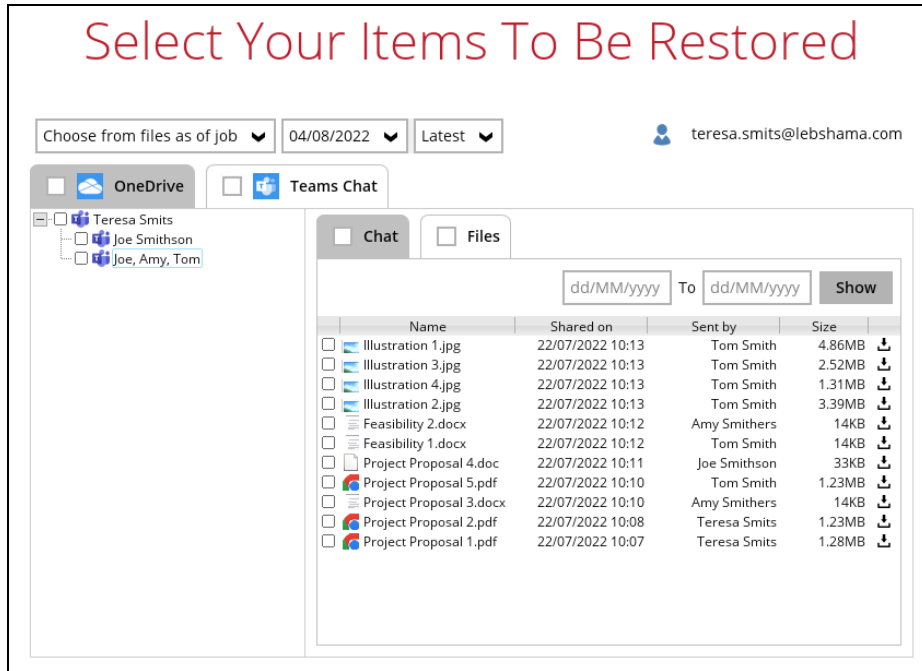 Select Your Items To Be Restored
Choose from files as of job 04/08/2022 Latest teresa.smits@lebshama.com
OneDrive Teams Chat
Teresa Smits
Joe Smithson
Joe, Amy, Tom
Chat Files
dd/MM/yyyy To dd/MM/yyyy Show
Name Shared on Sent by Size
Illustration 1.jpg 22/07/2022 10:13 Tom Smith 4.86MB
Illustration 3.jpg 22/07/2022 10:13 Tom Smith 2.52MB
Illustration 4.jpg 22/07/2022 10:13 Tom Smith 1.31MB
Illustration 2.jpg 22/07/2022 10:13 Tom Smith 3.39MB
Feasibility 2.docx 22/07/2022 10:12 Amy Smithers 14KB
Feasibility 1.docx 22/07/2022 10:12 Tom Smith 14KB
Project Proposal 4.doc 22/07/2022 10:11 Joe Smithson 33KB
Project Proposal 5.pdf 22/07/2022 10:10 Tom Smith 1.23MB
Project Proposal 3.docx 22/07/2022 10:10 Amy Smithers 14KB
Project Proposal 2.pdf 22/07/2022 10:08 Teresa Smits 1.23MB
Project Proposal 1.pdf 22/07/2022 10:07 Teresa Smits 1.28MB